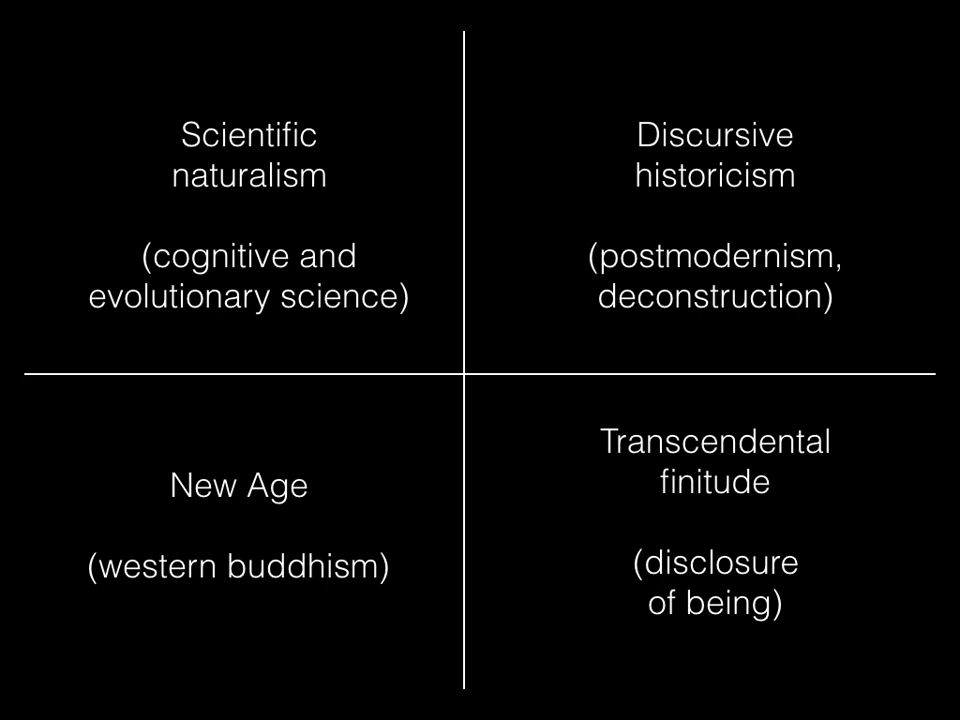 Scientific
naturalism
(cognitive and
evolutionary science)
Discursive
historicism
(postmodernism,
deconstruction)
New Age
(western buddhism)
Transcendental
finitude
(disclosure
of being)